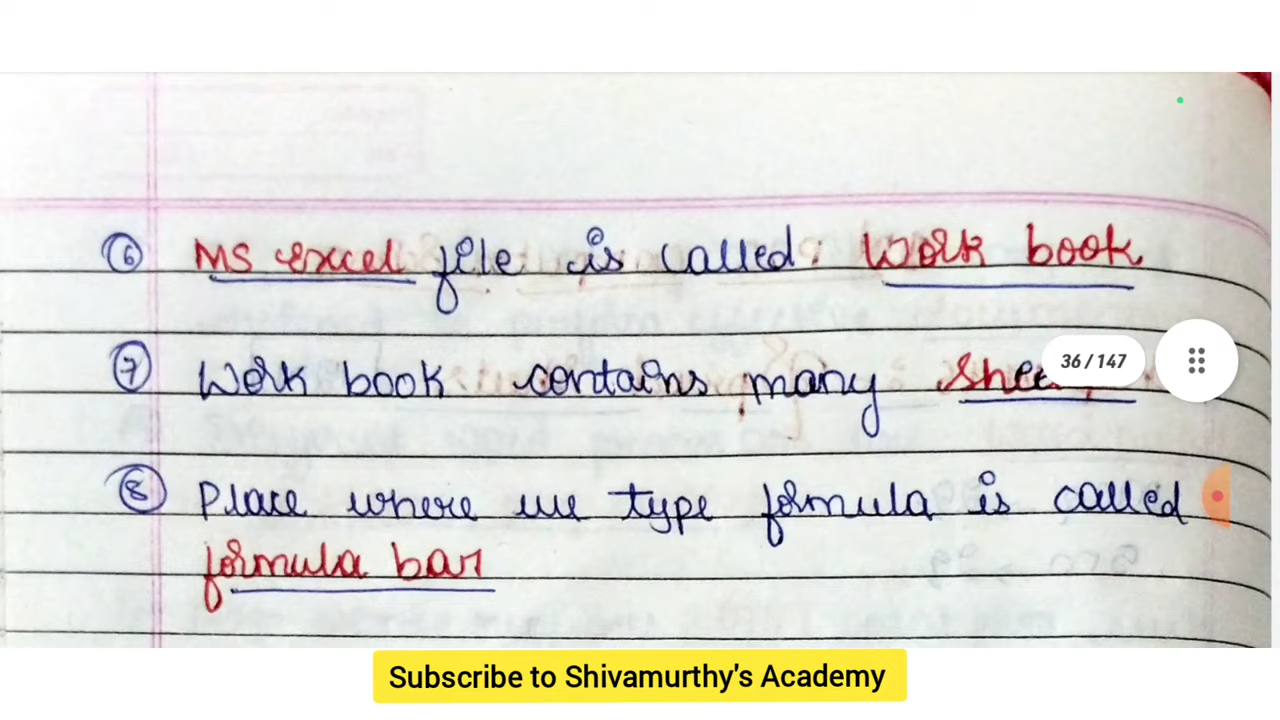 ⑥ MS excel file is called: Work book
⑦ Work book contains many
36 / 147
⑧ Place where we type formula is called
formula bar
Subscribe to Shivamurthy's Academy